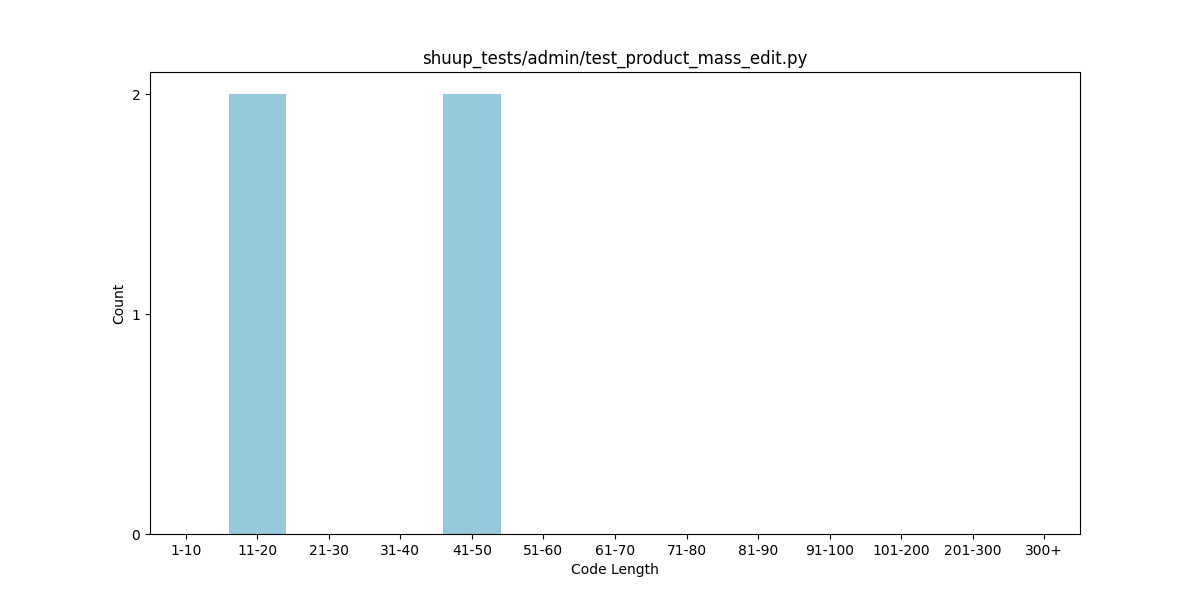 shuup_tests/admin/test_product_mass_edit.py
2
1
0
Count
1-10 11-20 21-30 31-40 41-50 51-60 61-70 71-80 81-90 91-100 101-200 201-300 300+
Code Length